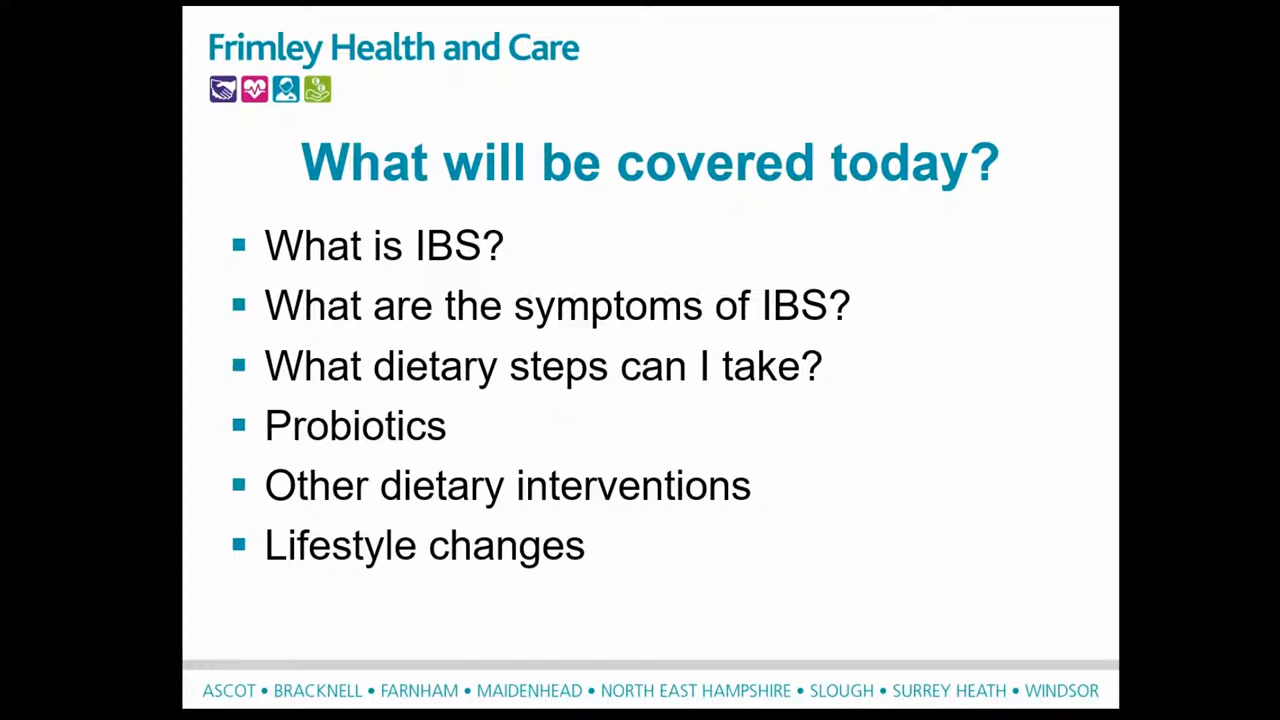 Frimley Health and Care
What will be covered today?
▪ What is IBS?
▪ What are the symptoms of IBS?
▪ What dietary steps can I take?
▪ Probiotics
▪ Other dietary interventions
▪ Lifestyle changes
ASCOT • BRACKNELL • FARNHAM • MAIDENHEAD • NORTH EAST HAMPSHIRE • SLOUGH • SURREY HEATH • WINDSOR